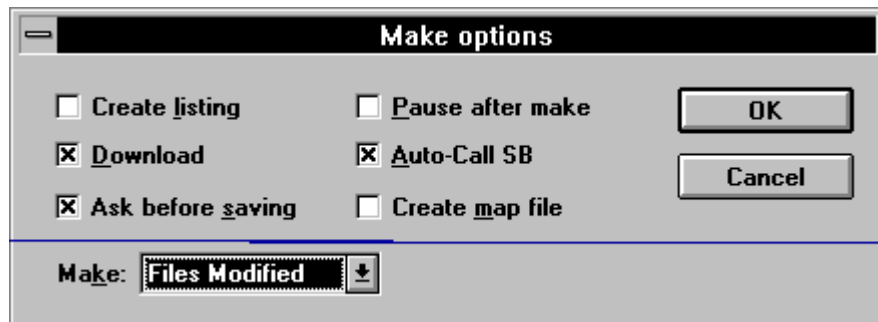 Make options
Create listing
Pause after make
OK
Download
Auto-Call SB
Cancel
Ask before saving
Create map file
Make: Files Modified